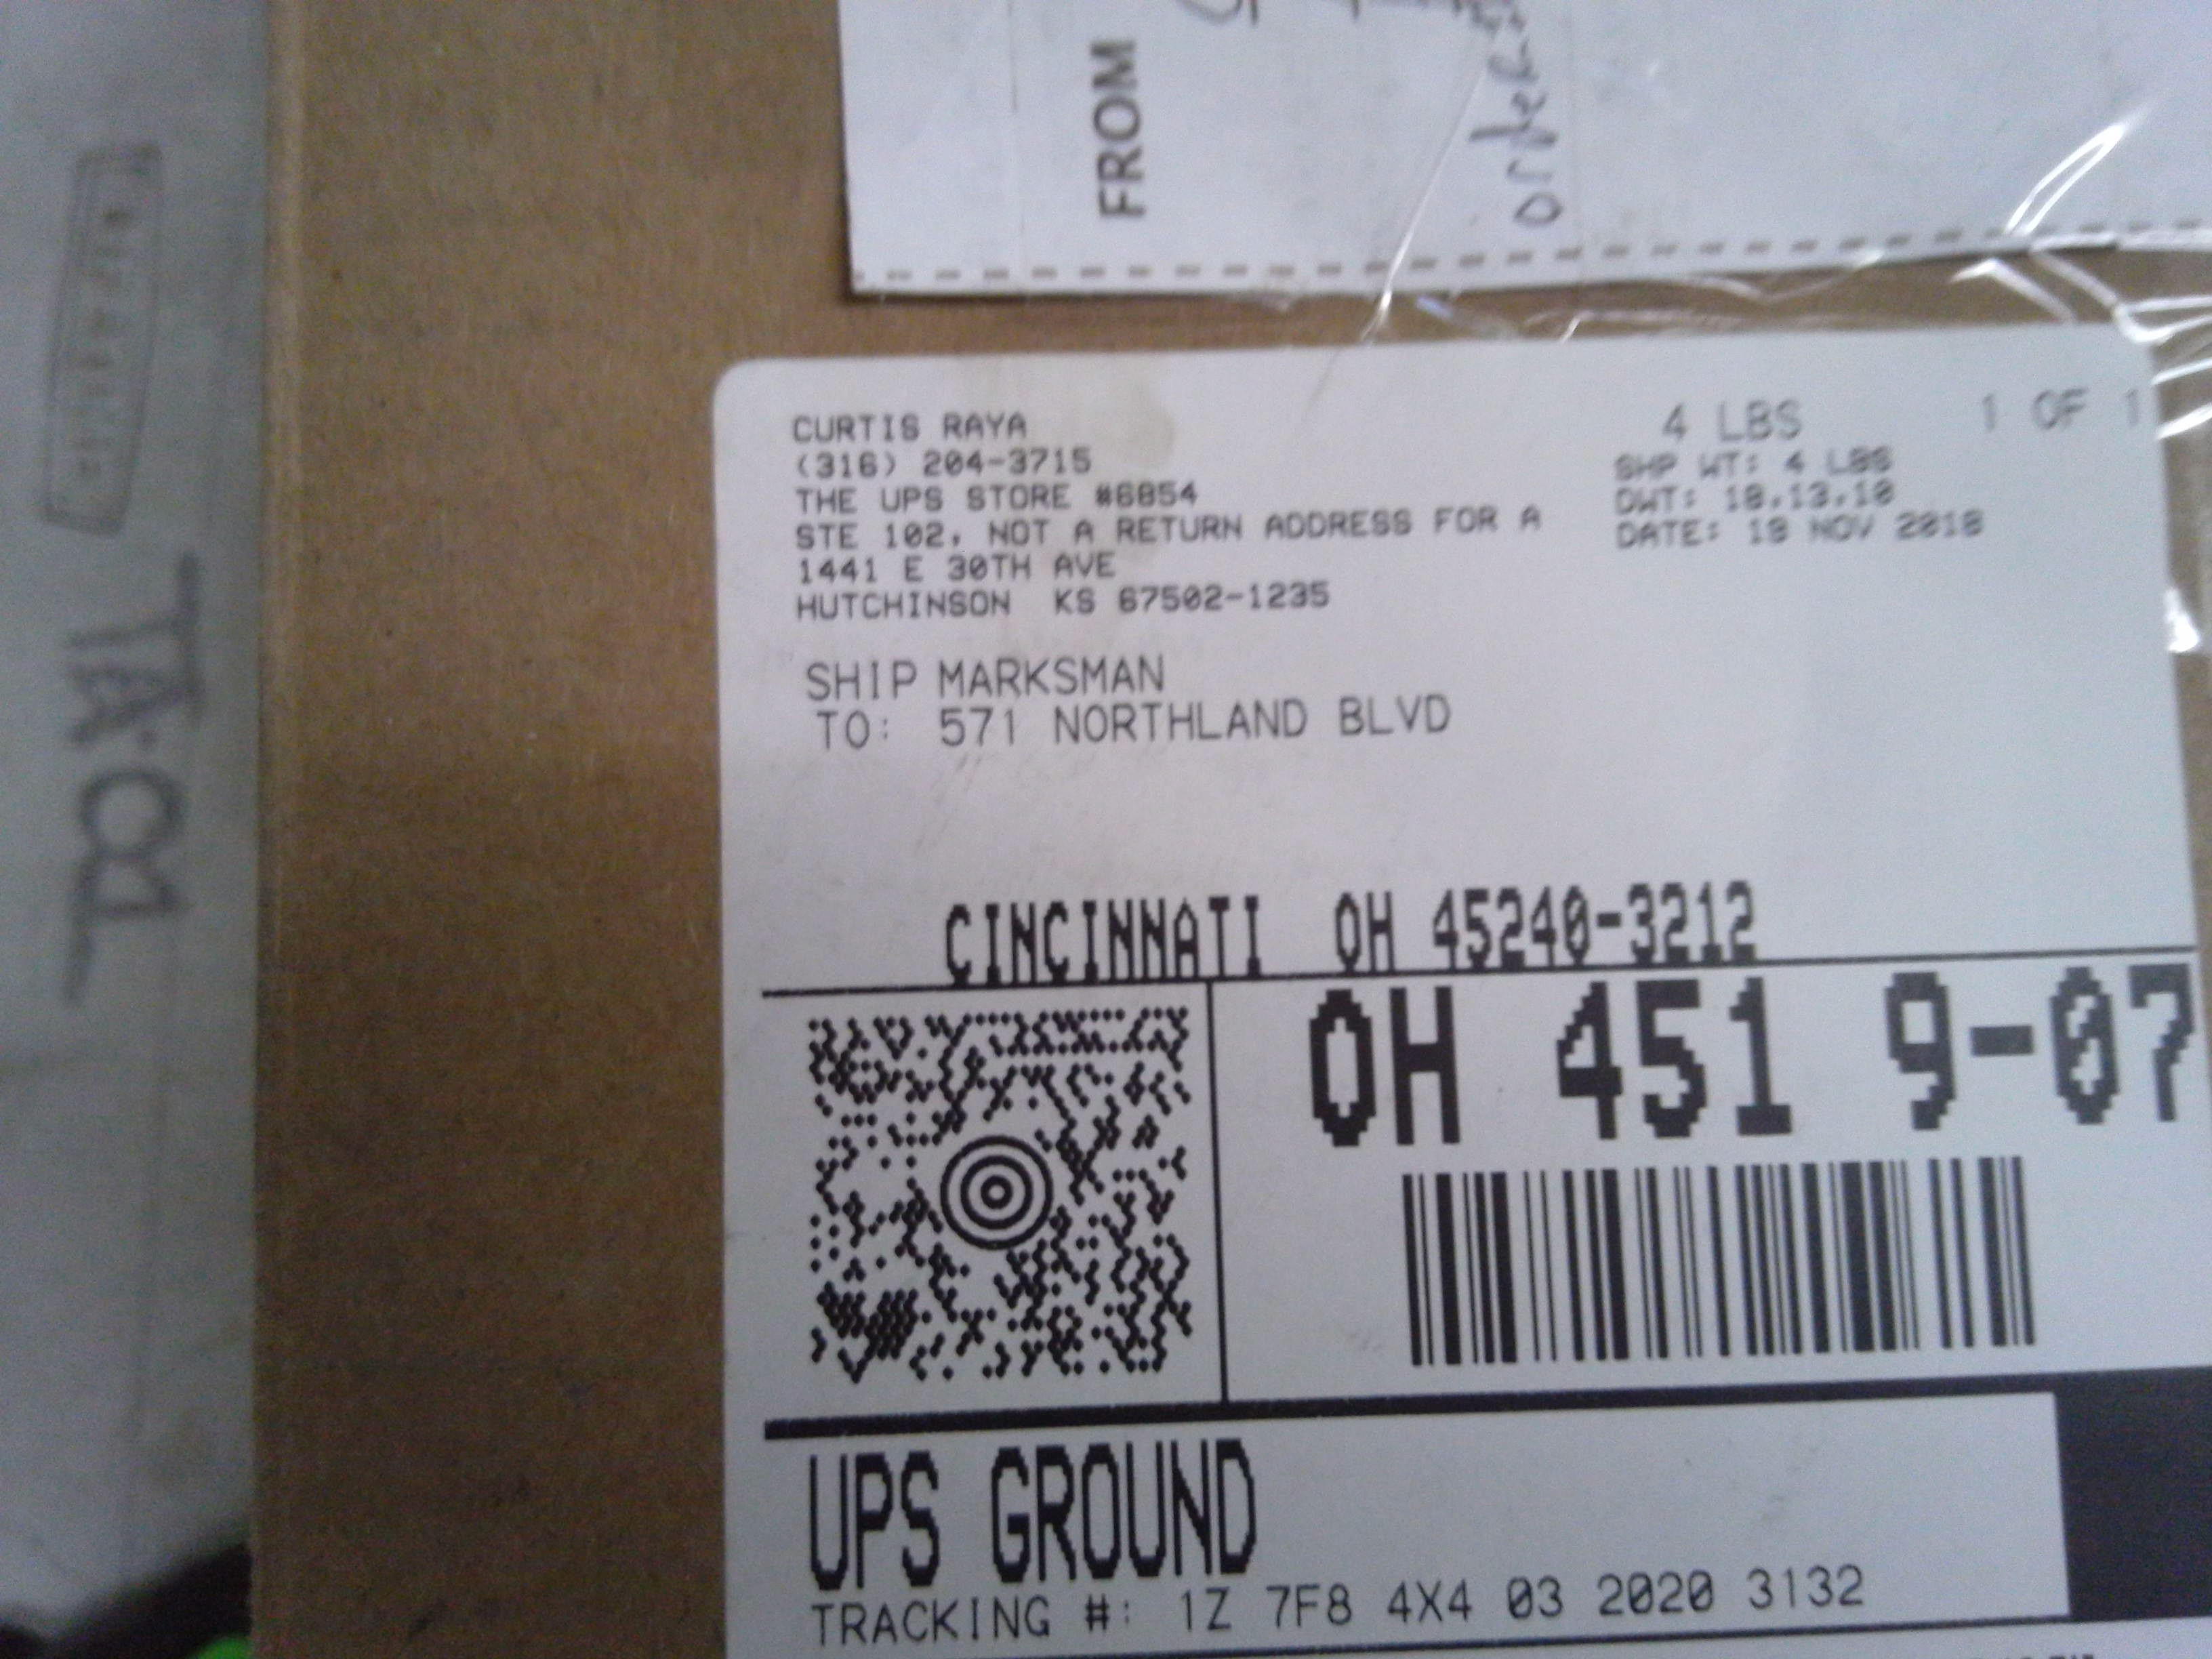 FROM
order
CURTIS RAYA
(316) 204-3715
THE UPS STORE #6854
STE 102, NOT A RETURN ADDRESS FOR A
1441 E 30TH AVE
HUTCHINSON KS 67502-1235
4 LBS 1 OF 1
SHP WT: 4 LBS
DWT: 18,13,10
DATE: 19 NOV 2018
SHIP MARKSMAN
TO: 571 NORTHLAND BLVD
CINCINNATI OH 45240-3212
OH 451 9-07
UPS GROUND
TRACKING #: 1Z 7F8 4X4 03 2020 3132